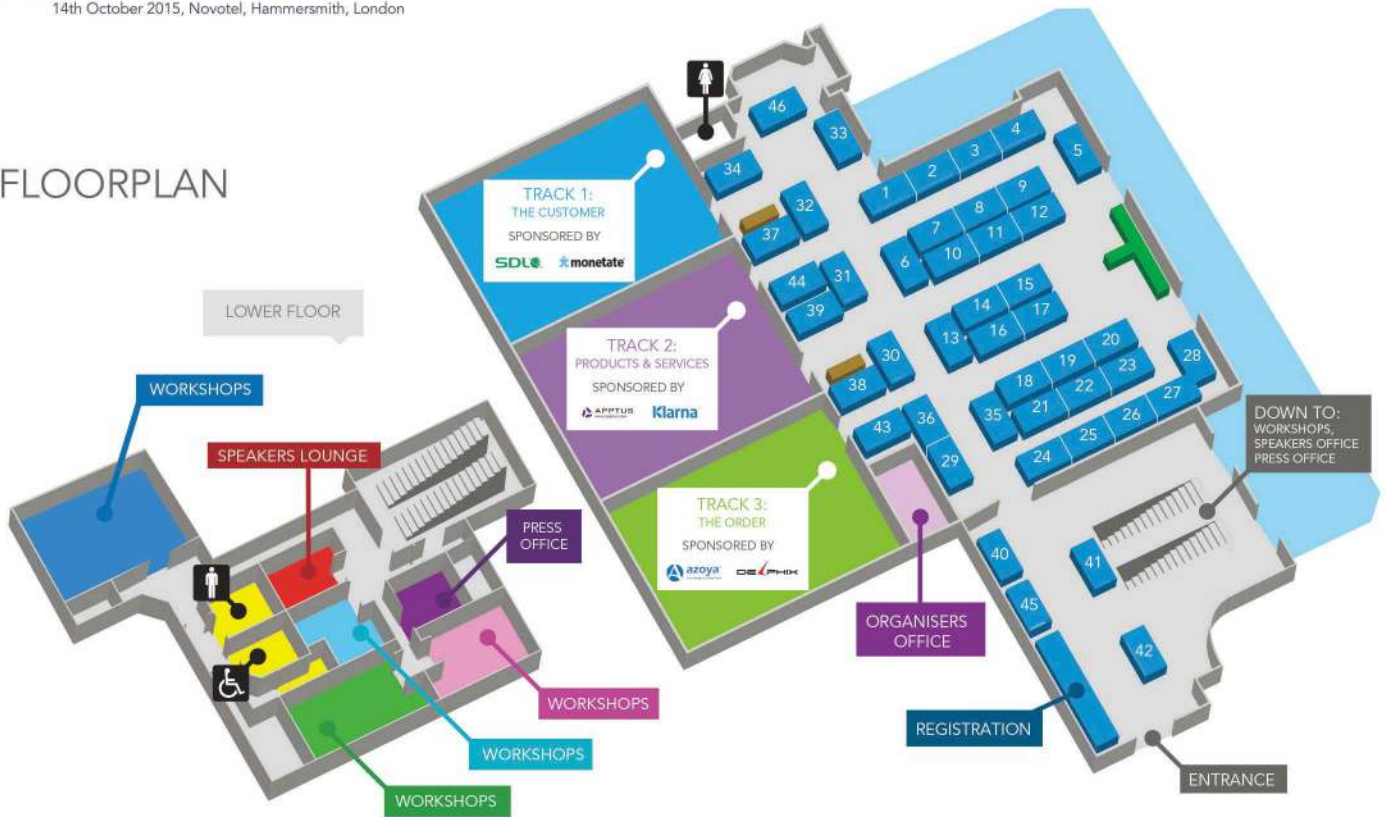 14th October 2015, Novotel, Hammersmith, London
FLOORPLAN
LOWER FLOOR
WORKSHOPS
SPEAKERS LOUNGE
PRESS
OFFICE
WORKSHOPS
WORKSHOPS
WORKSHOPS
TRACK 1:
THE CUSTOMER
SPONSORED BY
SDL monetate
TRACK 2:
PRODUCTS & SERVICES
SPONSORED BY
APPTUS Klarna
TRACK 3:
THE ORDER
SPONSORED BY
azoya DELPHIX
ORGANISERS
OFFICE
REGISTRATION
ENTRANCE
DOWN TO:
WORKSHOPS,
SPEAKERS OFFICE
PRESS OFFICE
46
33
34
32
37
44
31
39
30
38
43
36
29
1
2
3
4
5
6
7
8
9
10
11
12
13
14
15
16
17
18
19
20
21
22
23
35
24
25
26
27
28
40
41
45
42